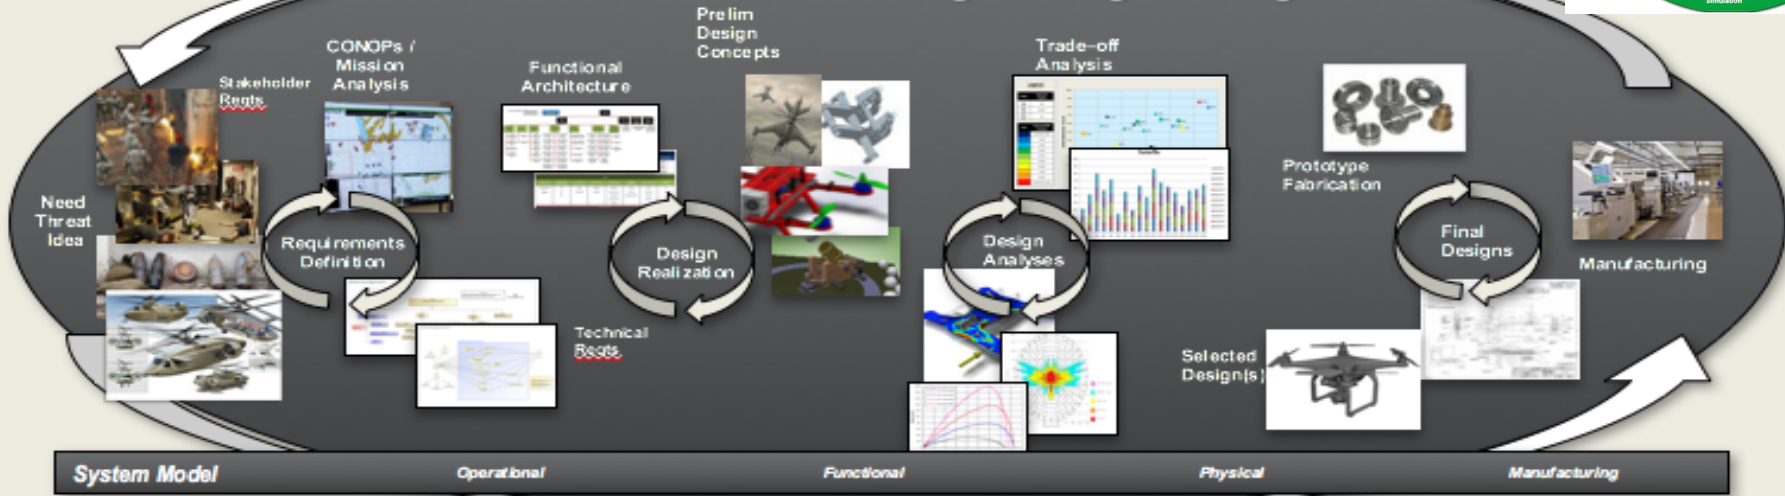 Simulation
Prelim
Design
Concepts
CONOPs /
Mission
Analysis
Stakeholder
Reqts
Functional
Architecture
Trade-off
Analysis
Need
Threat
Idea
Requirements
Definition
Design
Realization
Technical
Reqts
Design
Analyses
Prototype
Fabrication
Final
Designs
Manufacturing
Selected
Design(s)
System Model
Operational
Functional
Physical
Manufacturing